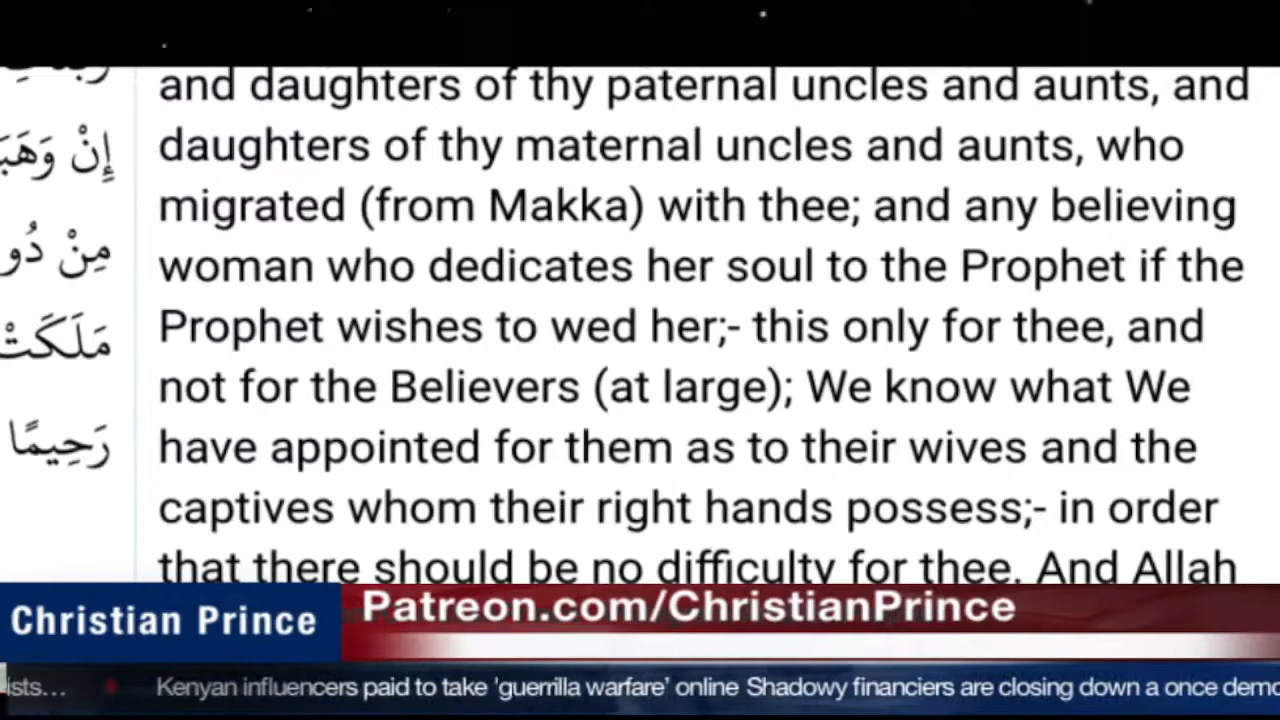 and daughters of thy paternal uncles and aunts, and
daughters of thy maternal uncles and aunts, who
migrated (from Makka) with thee; and any believing
woman who dedicates her soul to the Prophet if the
Prophet wishes to wed her;- this only for thee, and
not for the Believers (at large); We know what We
have appointed for them as to their wives and the
captives whom their right hands possess;- in order
that there should be no difficulty for thee. And Allah
إِنْ
مِنْ
رَحِيمًا
Christian Prince
Patreon.com/ChristianPrince
Kenyan influencers paid to take 'guerrilla warfare' online Shadowy financiers are closing down a once